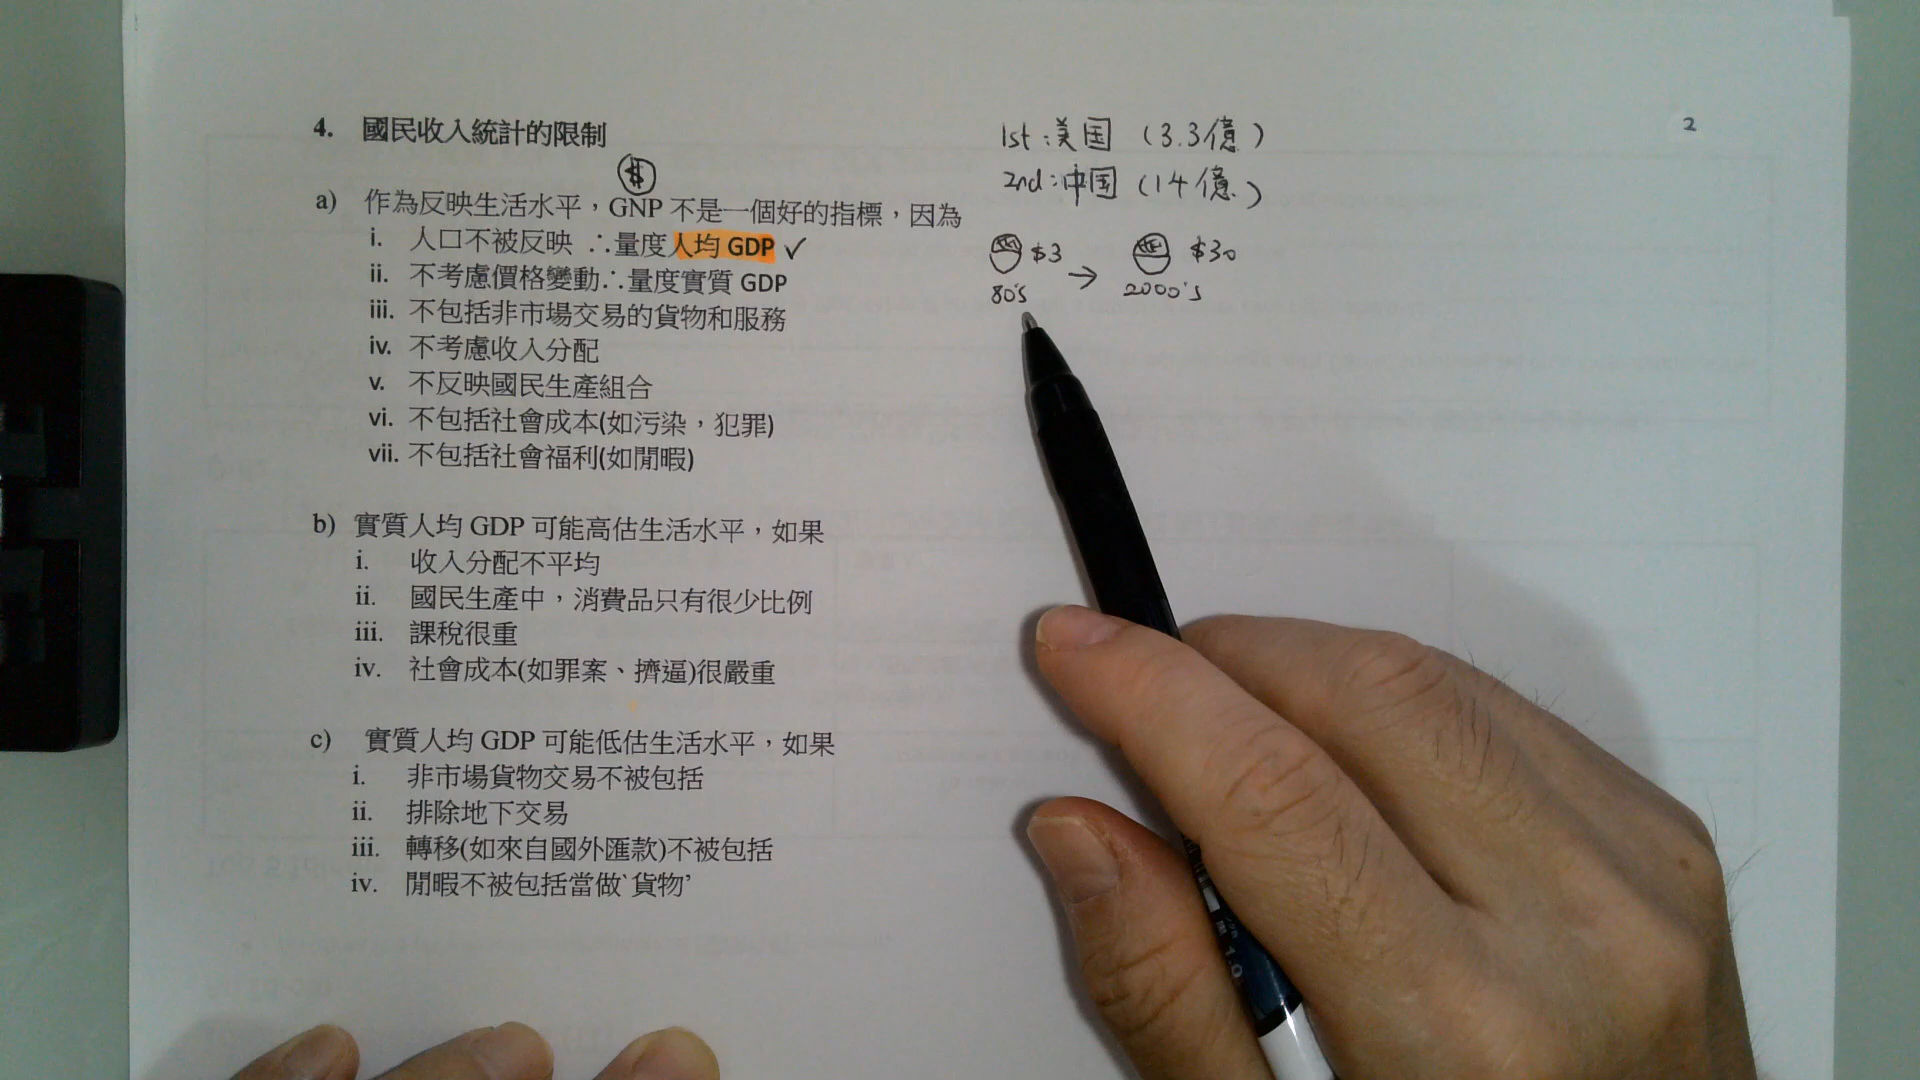 2
4. 國民收入統計的限制
$
a) 作為反映生活水平，GNP 不是一個好的指標，因為
i. 人口不被反映 ∴量度人均 GDP ✓
ii. 不考慮價格變動∴量度實質 GDP
iii. 不包括非市場交易的貨物和服務
iv. 不考慮收入分配
v. 不反映國民生產組合
vi. 不包括社會成本(如污染，犯罪)
vii. 不包括社會福利(如閒暇)
b) 實質人均 GDP 可能高估生活水平，如果
i. 收入分配不平均
ii. 國民生產中，消費品只有很少比例
iii. 課稅很重
iv. 社會成本(如罪案、擠逼)很嚴重
c) 實質人均 GDP 可能低估生活水平，如果
i. 非市場貨物交易不被包括
ii. 排除地下交易
iii. 轉移(如來自國外匯款)不被包括
iv. 閒暇不被包括當做‵貨物’
1st:美国 (3.3億)
2nd:中国 (14億)
$3 → $30
80's 2000's
1.0